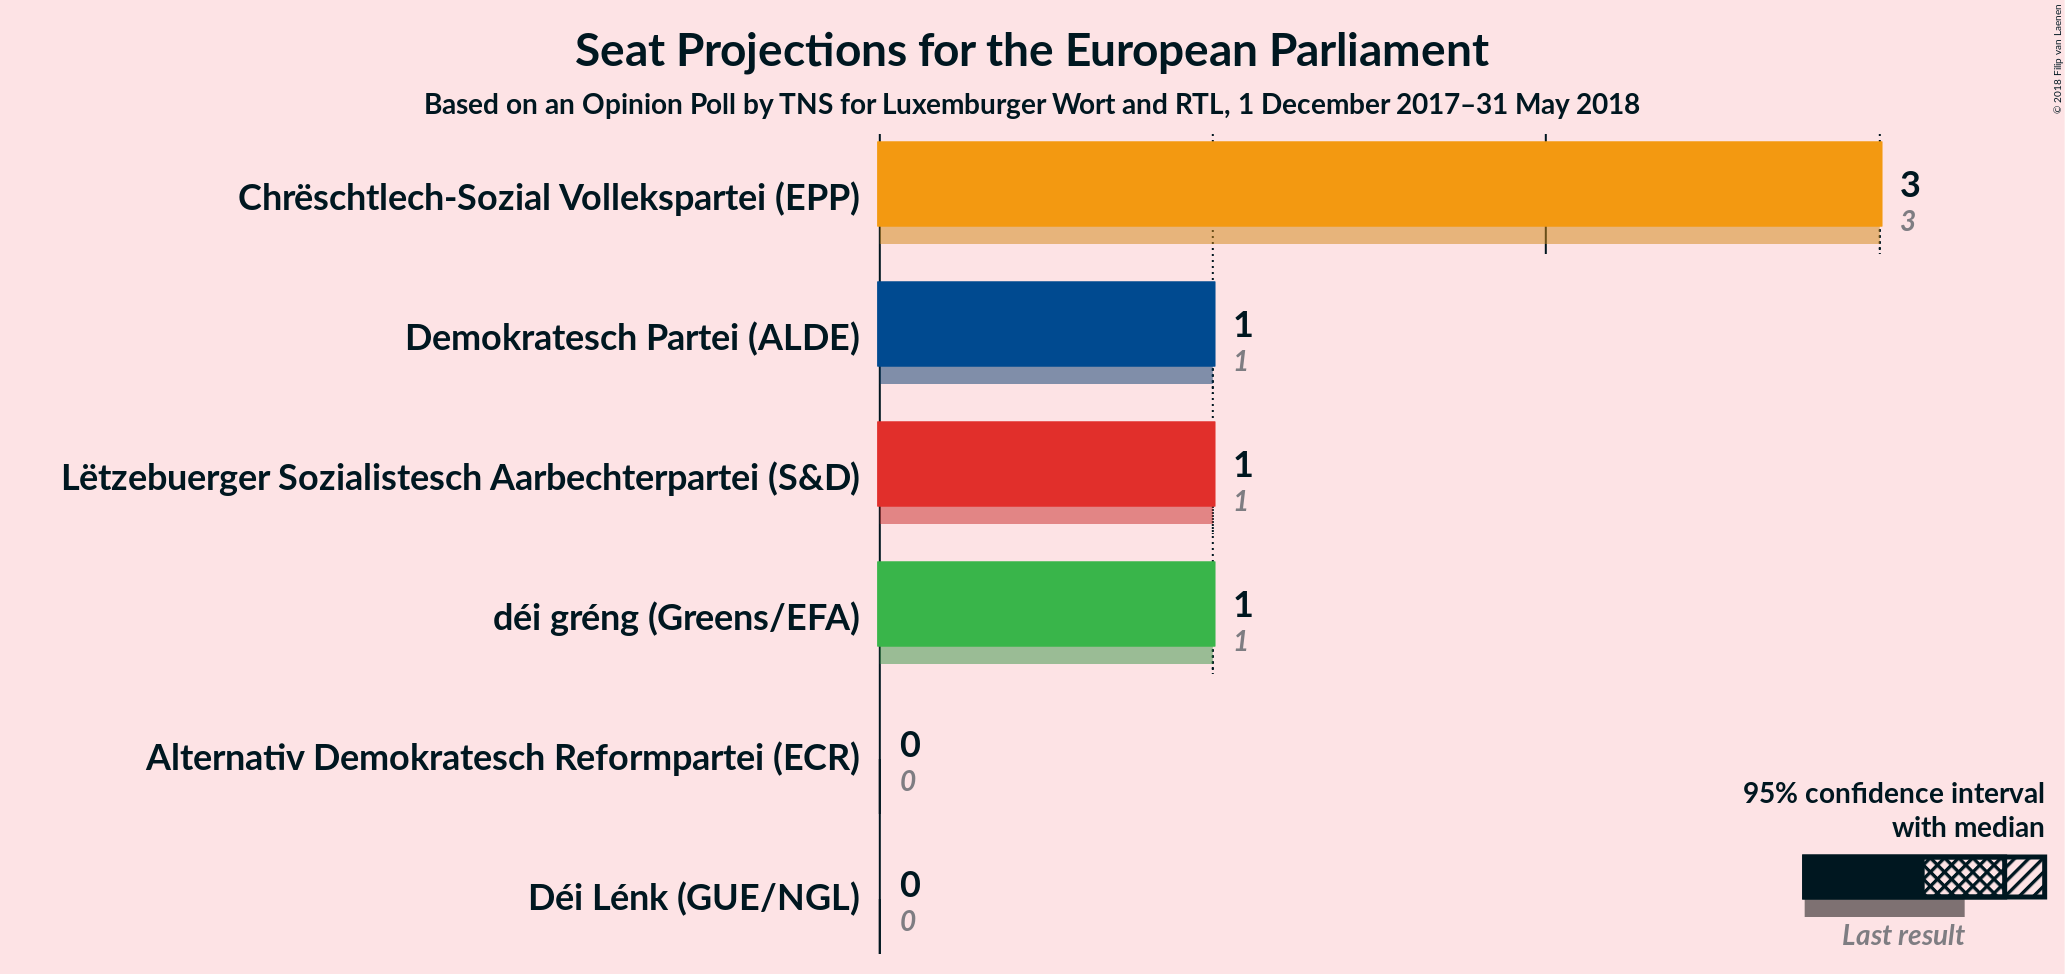 Seat Projections for the European Parliament
Based on an Opinion Poll by TNS for Luxemburger Wort and RTL, 1 December 2017–31 May 2018
© 2018 Filip van Laenen
Chrëschtlech-Sozial Vollekspartei (EPP)
3
3
Demokratesch Partei (ALDE)
1
1
Lëtzebuerger Sozialistesch Aarbechterpartei (S&D)
1
1
déi gréng (Greens/EFA)
1
1
Alternativ Demokratesch Reformpartei (ECR)
0
0
Déi Lénk (GUE/NGL)
0
0
95% confidence interval
with median
Last result